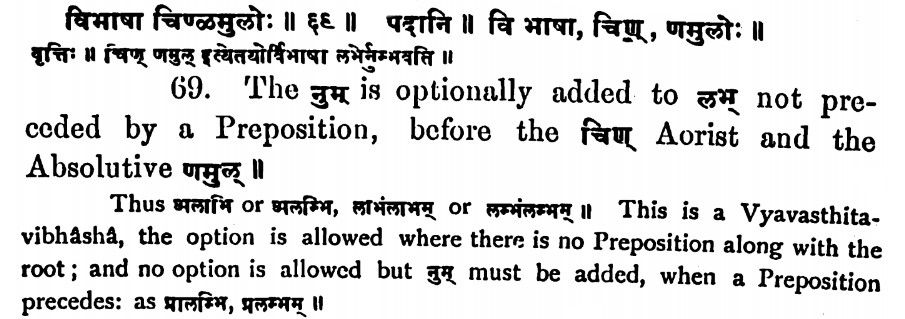 विभाषा चिण्णमुलोः ॥ ६९ ॥ पदानि ॥ वि भाषा, चिण्, णमुलोः ॥
वृत्तिः ॥ चिण् णमुल् इत्येतयोर्विभाषा लभेर्नुम्भवति ॥
69. The नुम् is optionally added to लभ् not pre-
ceded by a Preposition, before the चिण् Aorist and the
Absolutive णमुल् ॥
Thus अलाभि or अलम्भि, लाभंलाभम् or लम्भंलम्भम् ॥ This is a Vyavasthita-
vibhâshâ, the option is allowed where there is no Preposition along with the
root; and no option is allowed but नुम् must be added, when a Preposition
precedes: as प्रालम्भि, प्रलम्भम् ॥